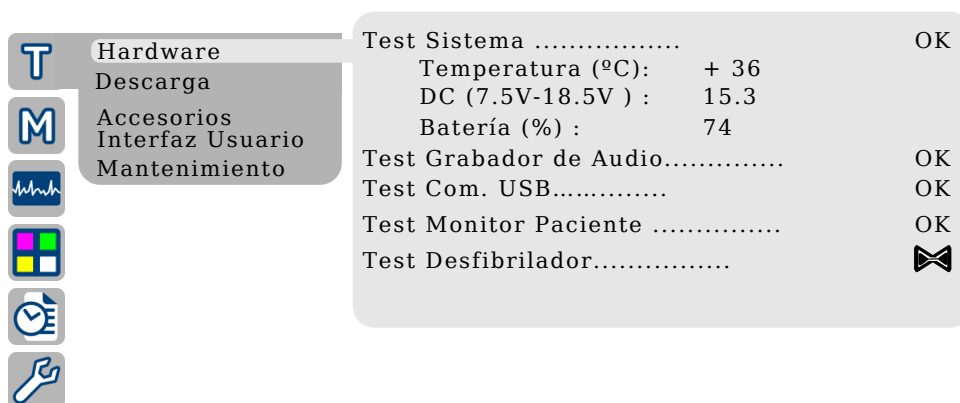 T
M
Hardware
Descarga
Accesorios
Interfaz Usuario
Mantenimiento
Test Sistema ................. OK
Temperatura (ºC): + 36
DC (7.5V-18.5V ) : 15.3
Batería (%) : 74
Test Grabador de Audio.............. OK
Test Com. USB…........... OK
Test Monitor Paciente ............... OK
Test Desfibrilador................